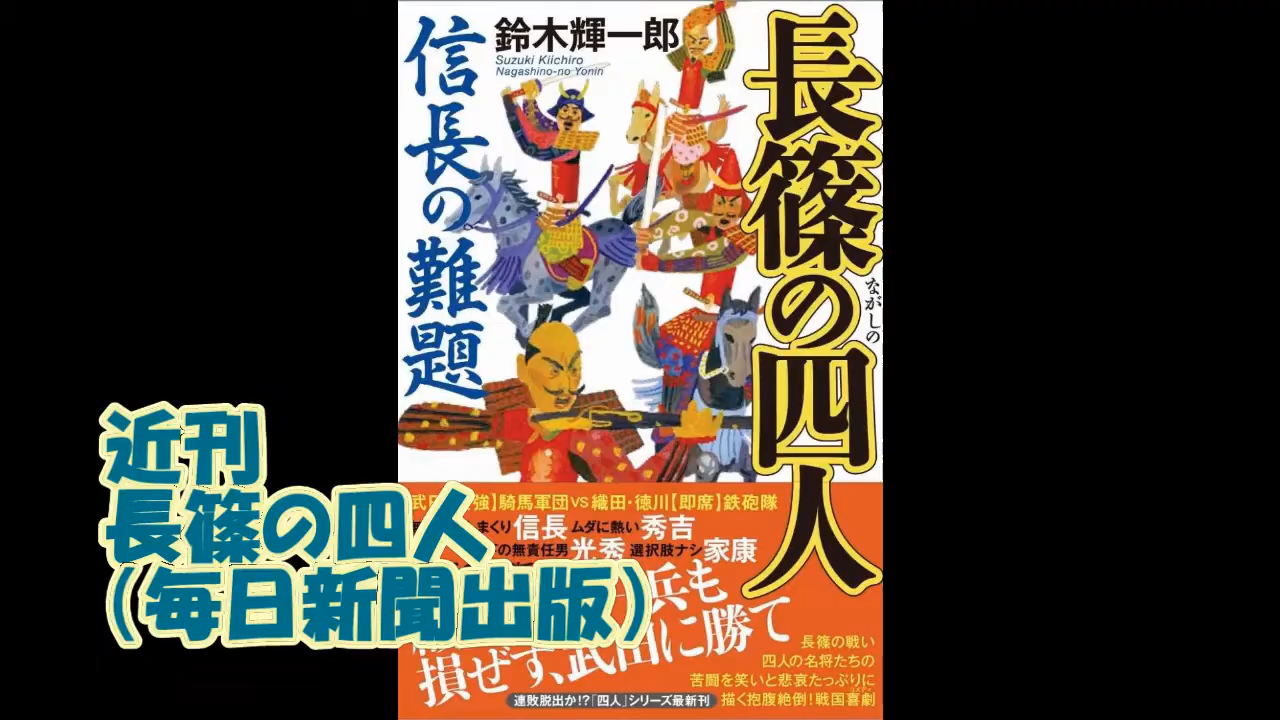 長篠の四人
ながしの
鈴木輝一郎
Suzuki Kiichiro
Nagashino-no Yonin
信長の難題
強】騎馬軍団VS織田・徳川【即席】鉄砲隊
まくり信長 ムダに熱い秀吉
の無責任男光秀 選択肢ナシ家康
兵も
損ぜず、武田に勝て
長篠の戦い
四人の名将たちの
苦闘を笑いと悲哀たっぷりに
描く抱腹絶倒!戦国喜劇
連敗脱出か!?「四人」シリーズ最新刊
近刊
長篠の四人
(毎日新聞出版)